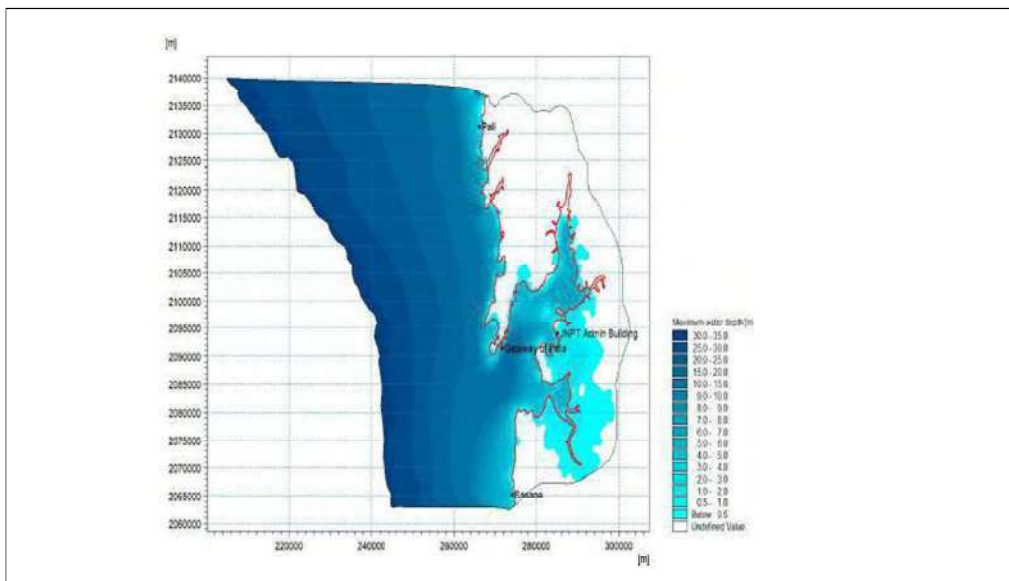 [m]
2140000
2135000
2130000
2125000
2120000
2115000
2110000
2105000
2100000
2095000
2090000
2085000
2080000
2075000
2070000
2065000
2060000
220000
240000
260000
280000
300000
[m]
Pali
JNPT Admin Building
Gateway of
Maximum water depth [m]
30.0 - 35.0
25.0 - 30.0
20.0 - 25.0
15.0 - 20.0
10.0 - 15.0
9.0 - 10.0
8.0 - 9.0
7.0 - 8.0
6.0 - 7.0
5.0 - 6.0
4.0 - 5.0
3.0 - 4.0
2.0 - 3.0
1.0 - 2.0
0.5 - 1.0
Below 0.5
Undefined Value